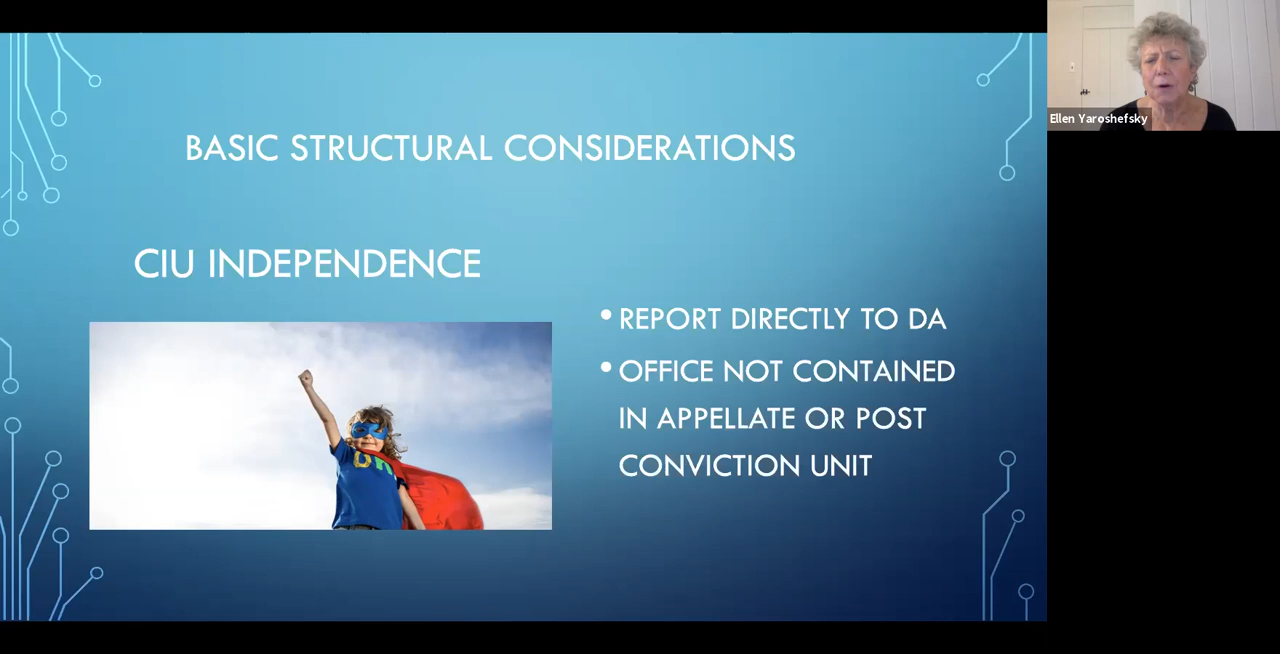 BASIC STRUCTURAL CONSIDERATIONS
CIU INDEPENDENCE
• REPORT DIRECTLY TO DA
• OFFICE NOT CONTAINED
IN APPELLATE OR POST
CONVICTION UNIT
Ellen Yaroshefsky